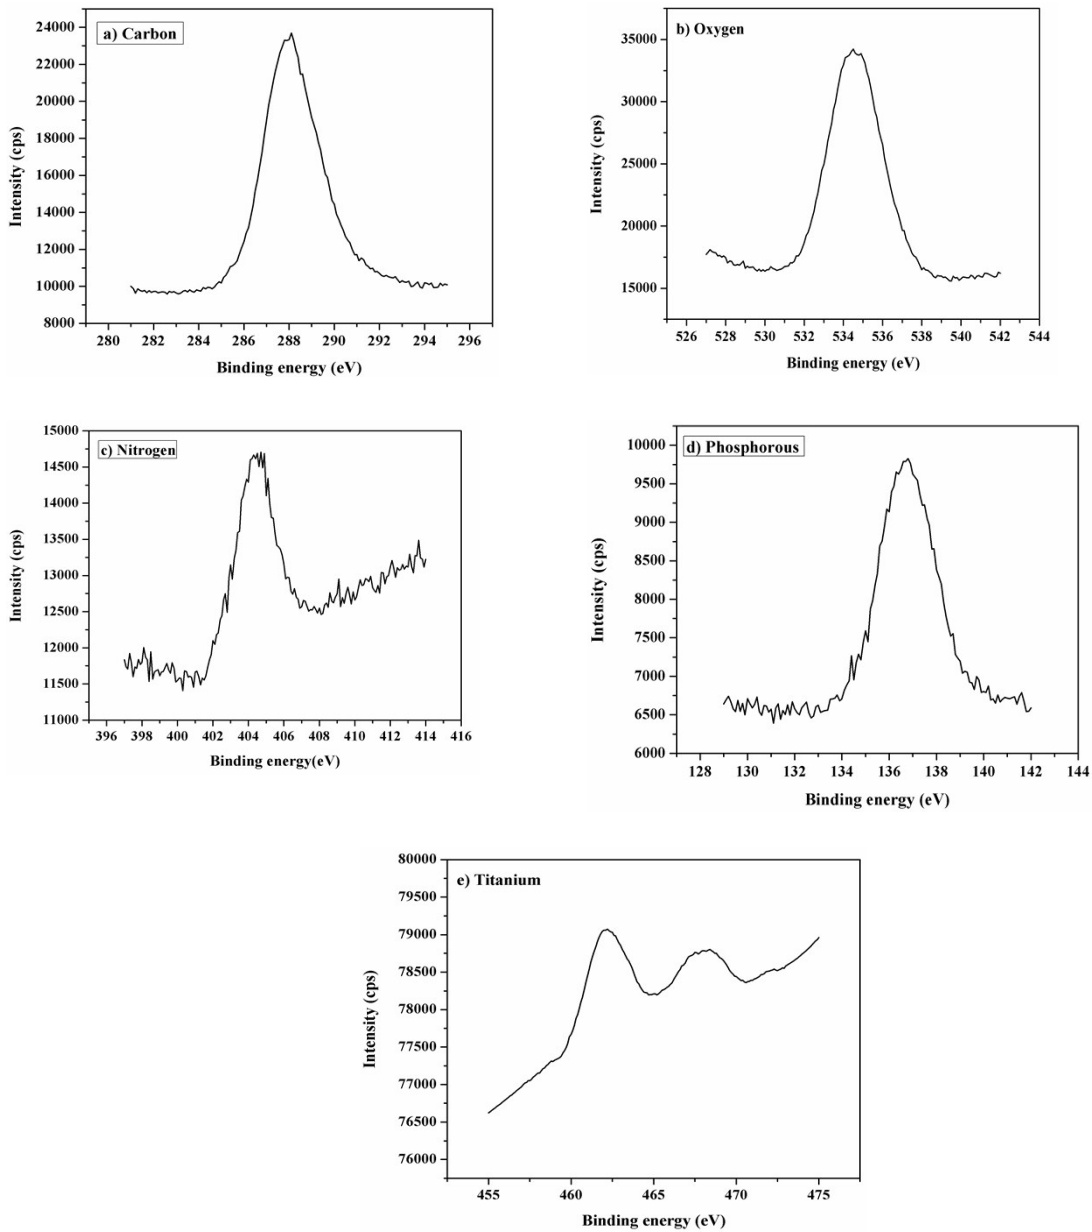 a) Carbon
24000
22000
20000
18000
16000
14000
12000
10000
8000
Intensity (cps)
280 282 284 286 288 290 292 294 296
Binding energy (eV)
b) Oxygen
35000
30000
25000
20000
15000
Intensity (cps)
526 528 530 532 534 536 538 540 542 544
Binding energy (eV)
c) Nitrogen
15000
14500
14000
13500
13000
12500
12000
11500
11000
Intensity (cps)
396 398 400 402 404 406 408 410 412 414 416
Binding energy(eV)
d) Phosphorous
10000
9500
9000
8500
8000
7500
7000
6500
6000
Intensity (cps)
128 130 132 134 136 138 140 142 144
Binding energy (eV)
e) Titanium
80000
79500
79000
78500
78000
77500
77000
76500
76000
Intensity (cps)
455 460 465 470 475
Binding energy (eV)